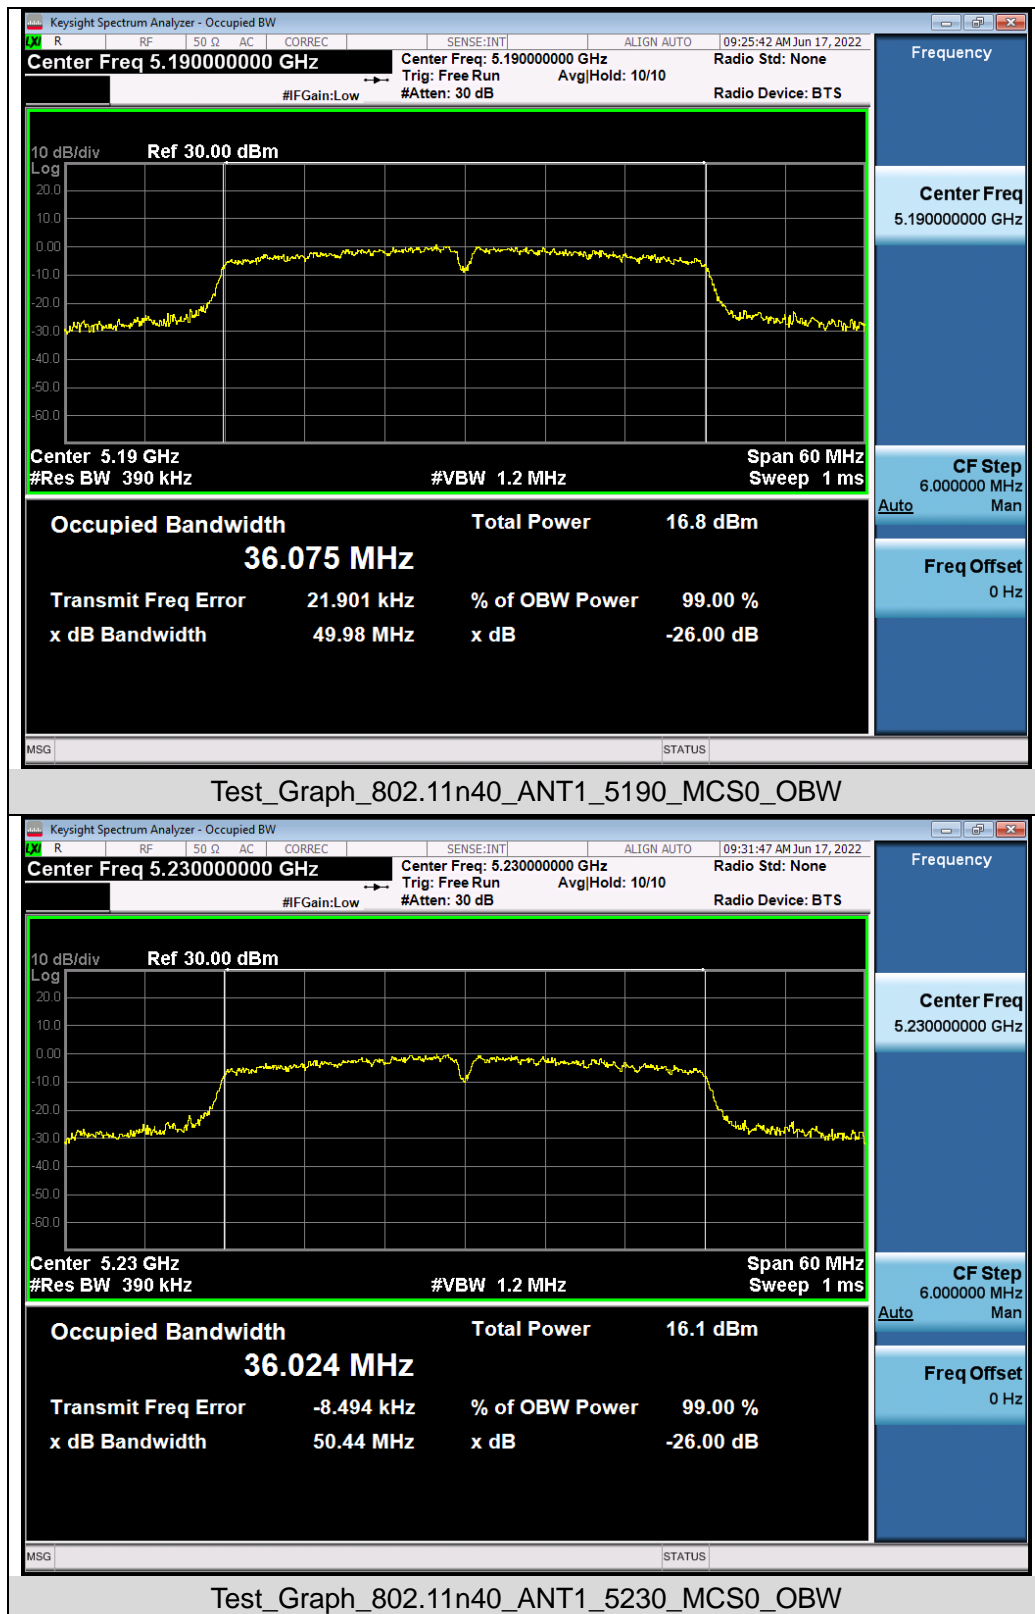 Keysight Spectrum Analyzer - Occupied BW
LXI R RF 50 Ω AC CORREC SENSE:INT ALIGN AUTO 09:25:42 AM Jun 17, 2022
Center Freq 5.190000000 GHz
Center Freq: 5.190000000 GHz Radio Std: None
Trig: Free Run Avg|Hold: 10/10
#IFGain:Low #Atten: 30 dB Radio Device: BTS
Frequency
10 dB/div Ref 30.00 dBm
Log
20.0
10.0
0.00
-10.0
-20.0
-30.0
-40.0
-50.0
-60.0
Center 5.19 GHz Span 60 MHz
#Res BW 390 kHz #VBW 1.2 MHz Sweep 1 ms
Center Freq
5.190000000 GHz
CF Step
6.000000 MHz
Auto Man
Freq Offset
0 Hz
Occupied Bandwidth Total Power 16.8 dBm
36.075 MHz
Transmit Freq Error 21.901 kHz % of OBW Power 99.00 %
x dB Bandwidth 49.98 MHz x dB -26.00 dB
MSG STATUS
Test_Graph_802.11n40_ANT1_5190_MCS0_OBW
Keysight Spectrum Analyzer - Occupied BW
LXI R RF 50 Ω AC CORREC SENSE:INT ALIGN AUTO 09:31:47 AM Jun 17, 2022
Center Freq 5.230000000 GHz
Center Freq: 5.230000000 GHz Radio Std: None
Trig: Free Run Avg|Hold: 10/10
#IFGain:Low #Atten: 30 dB Radio Device: BTS
Frequency
10 dB/div Ref 30.00 dBm
Log
20.0
10.0
0.00
-10.0
-20.0
-30.0
-40.0
-50.0
-60.0
Center 5.23 GHz Span 60 MHz
#Res BW 390 kHz #VBW 1.2 MHz Sweep 1 ms
Center Freq
5.230000000 GHz
CF Step
6.000000 MHz
Auto Man
Freq Offset
0 Hz
Occupied Bandwidth Total Power 16.1 dBm
36.024 MHz
Transmit Freq Error -8.494 kHz % of OBW Power 99.00 %
x dB Bandwidth 50.44 MHz x dB -26.00 dB
MSG STATUS
Test_Graph_802.11n40_ANT1_5230_MCS0_OBW